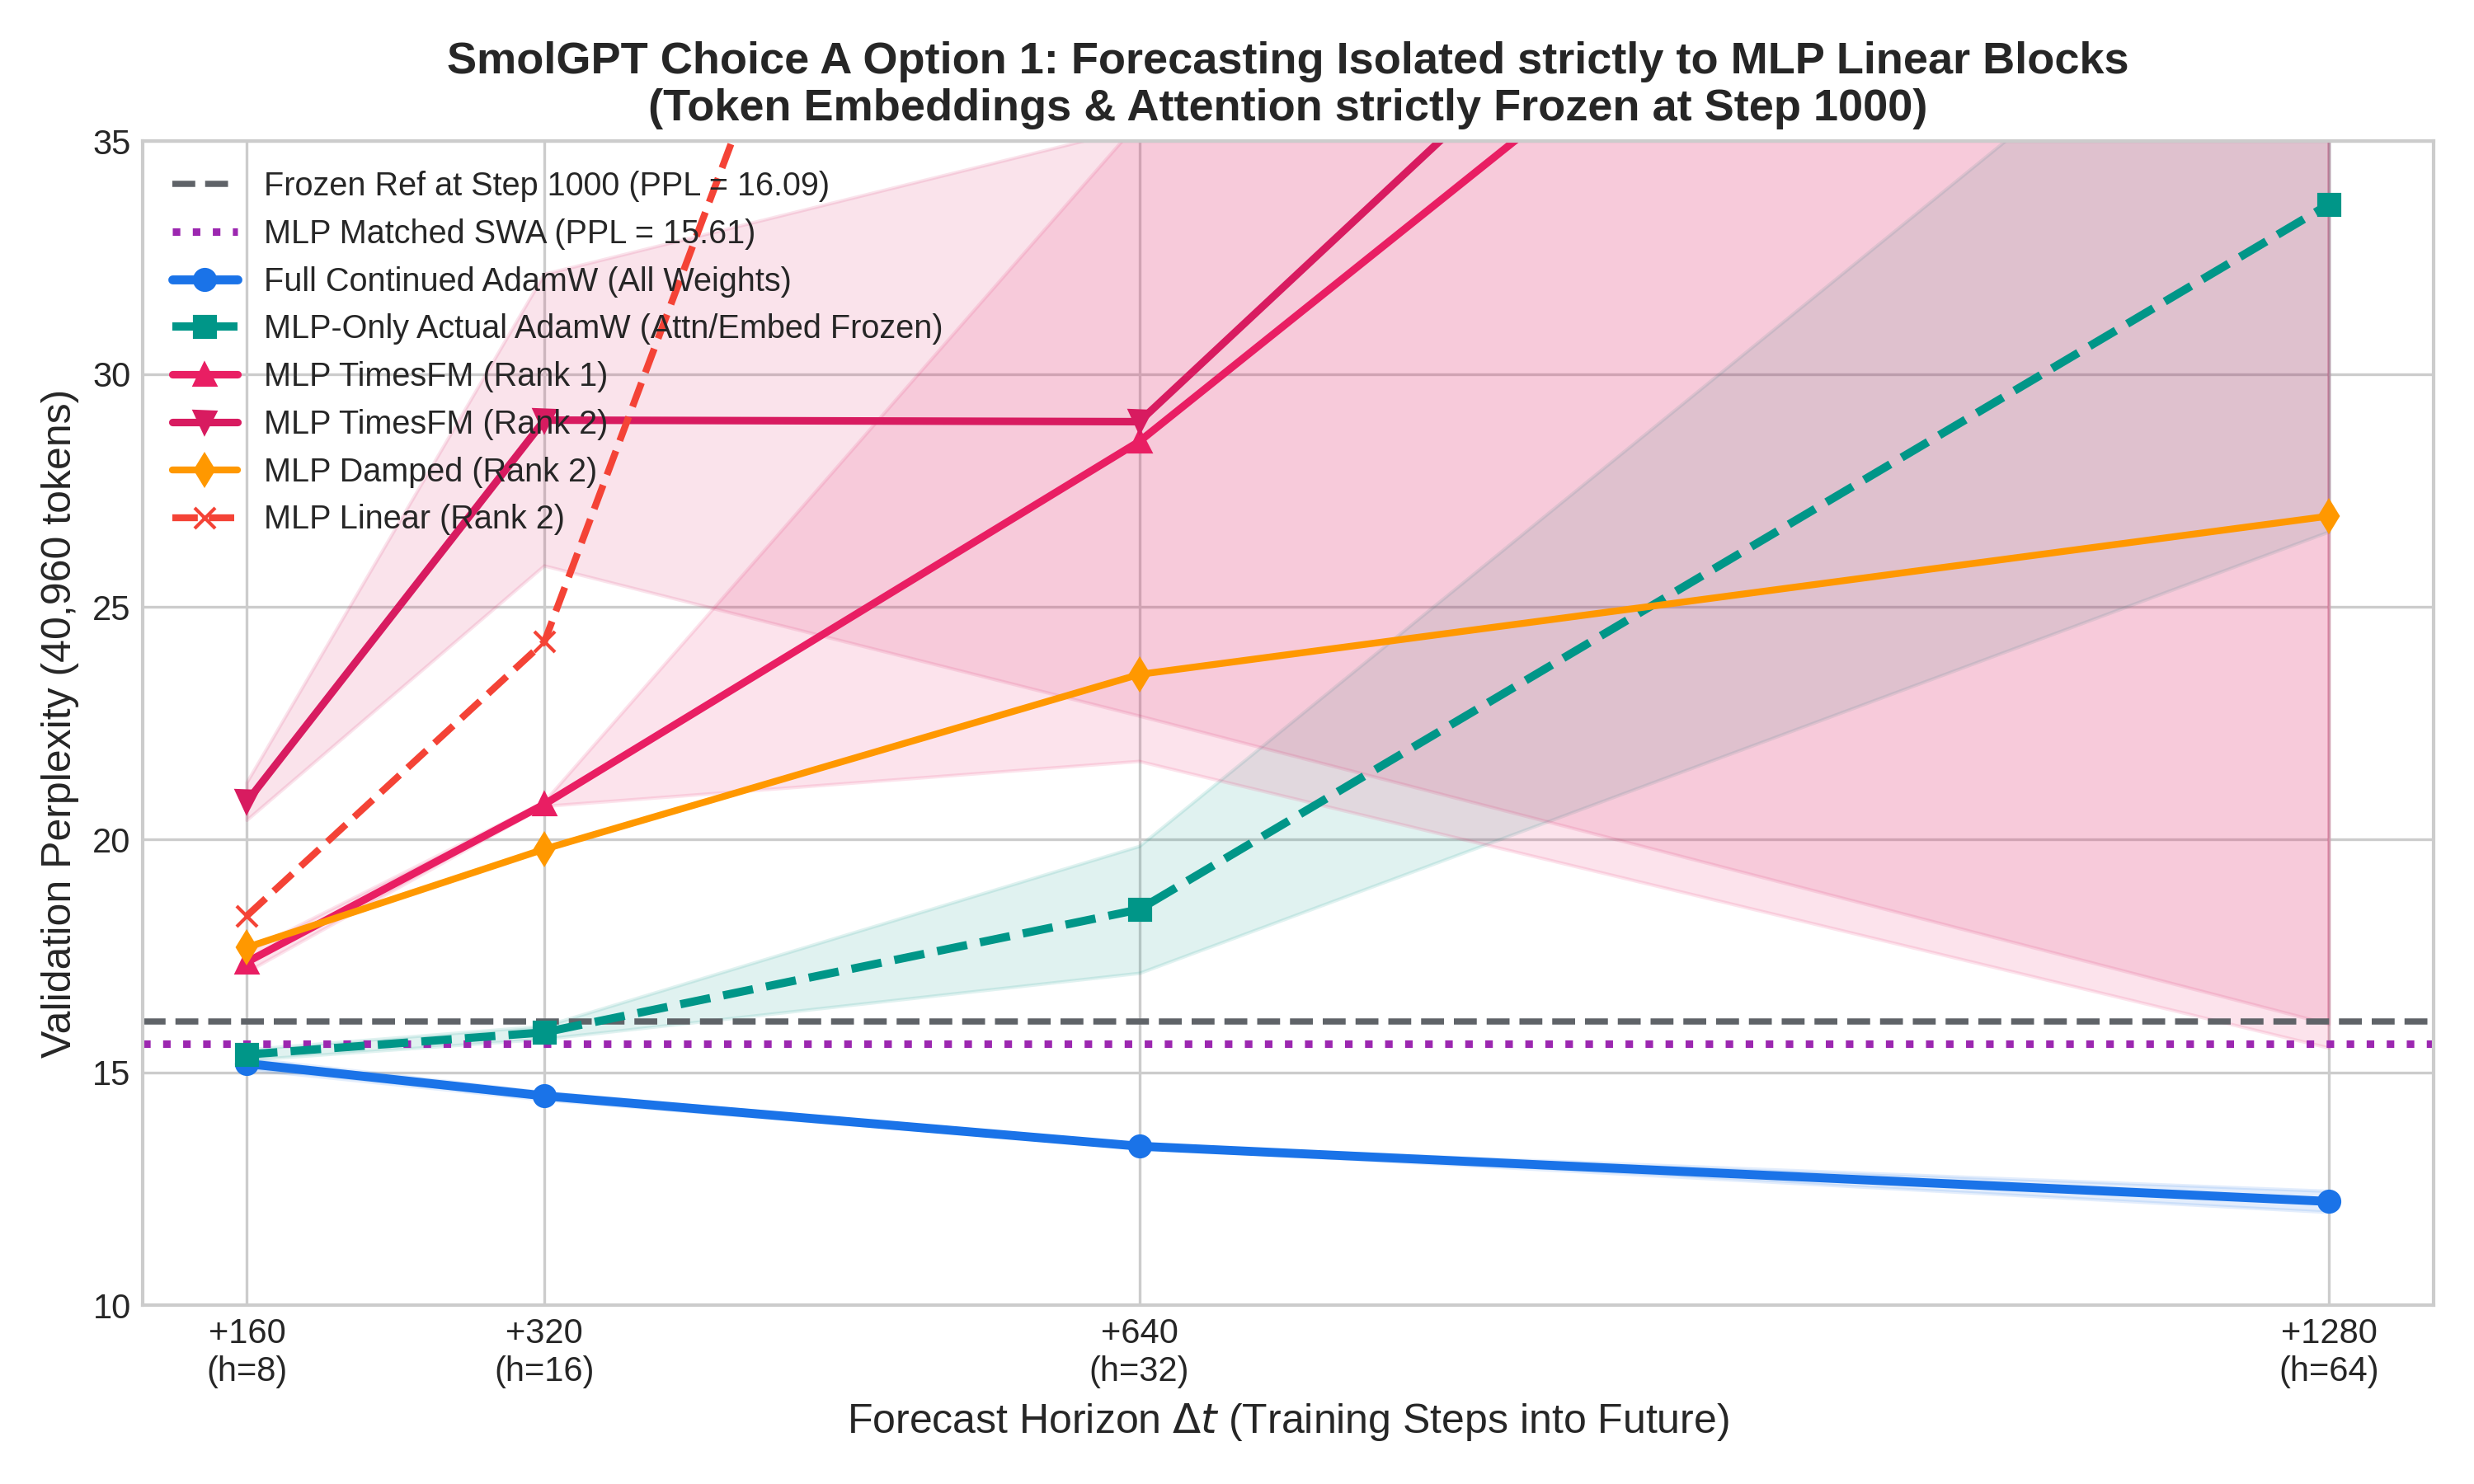 SmolGPT Choice A Option 1: Forecasting Isolated strictly to MLP Linear Blocks
(Token Embeddings & Attention strictly Frozen at Step 1000)
Validation Perplexity (40,960 tokens)
35
30
25
20
15
10
Frozen Ref at Step 1000 (PPL = 16.09)
MLP Matched SWA (PPL = 15.61)
Full Continued AdamW (All Weights)
MLP-Only Actual AdamW (Attn/Embed Frozen)
MLP TimesFM (Rank 1)
MLP TimesFM (Rank 2)
MLP Damped (Rank 2)
MLP Linear (Rank 2)
+160
(h=8)
+320
(h=16)
+640
(h=32)
+1280
(h=64)
Forecast Horizon Δt (Training Steps into Future)